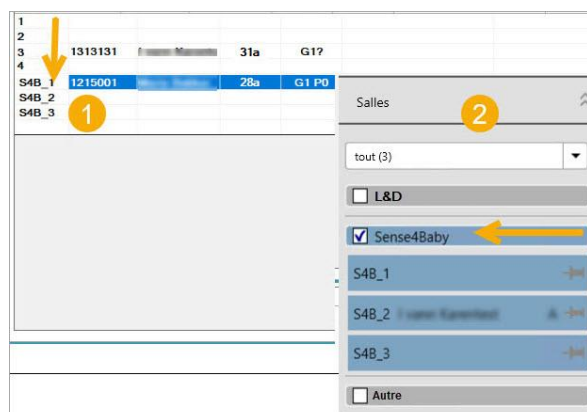 1
2
3 1313131 31a G1?
4
S4B_1 1215001 28a G1 P0
S4B_2
S4B_3
1
Salles
2
tout (3)
L&D
Sense4Baby
S4B_1
S4B_2 A
S4B_3
Autre